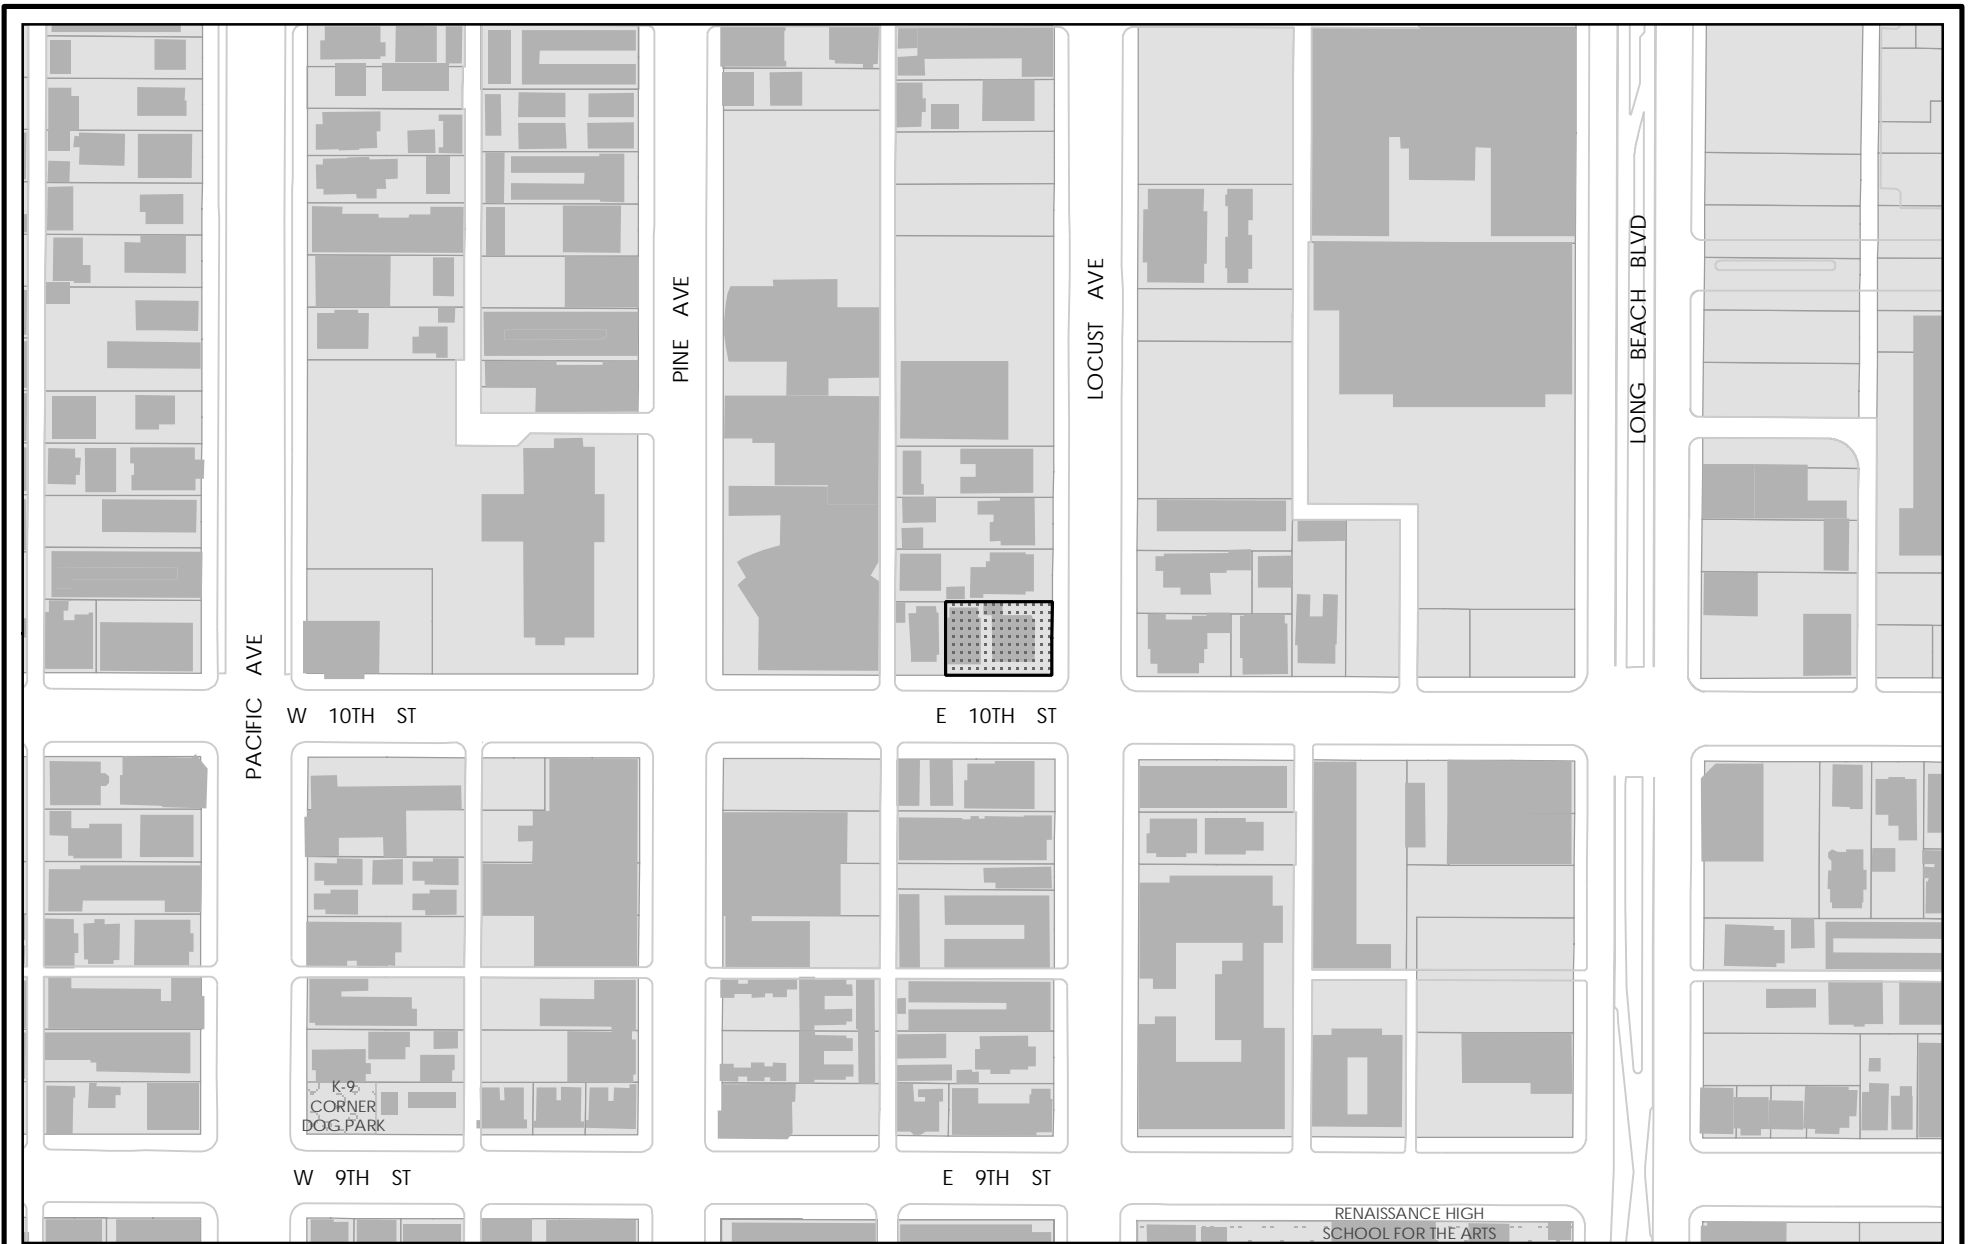 PINE AVE
LOCUST AVE
LONG BEACH BLVD
PACIFIC AVE
W 10TH ST
E 10TH ST
K-9
CORNER
DOG PARK
W 9TH ST
E 9TH ST
RENAISSANCE HIGH
SCHOOL FOR THE ARTS